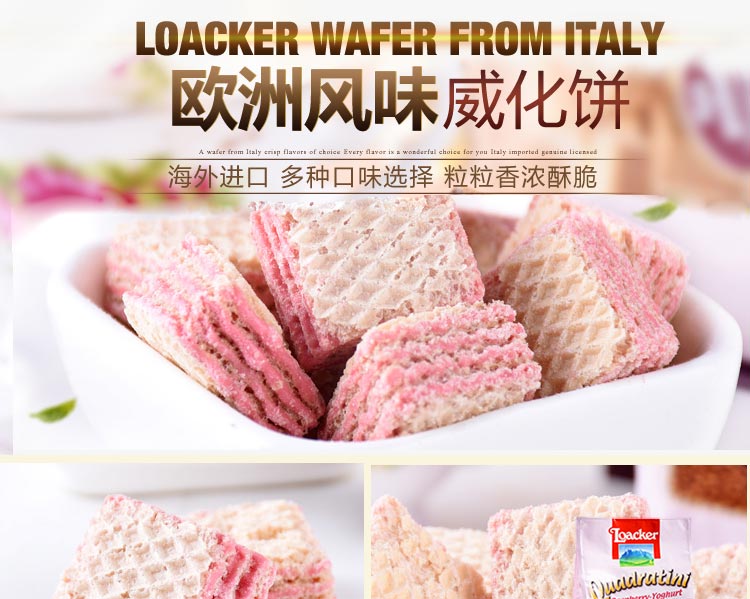 LOACKER WAFER FROM ITALY
欧洲风味威化饼
A wafer from Italy crisp flavors of choice Every flavor is a wonderful choice for you Italy imported genuine licensed
海外进口 多种口味选择 粒粒香浓酥脆
Loacker
Quadratini
Raspberry-Yoghurt